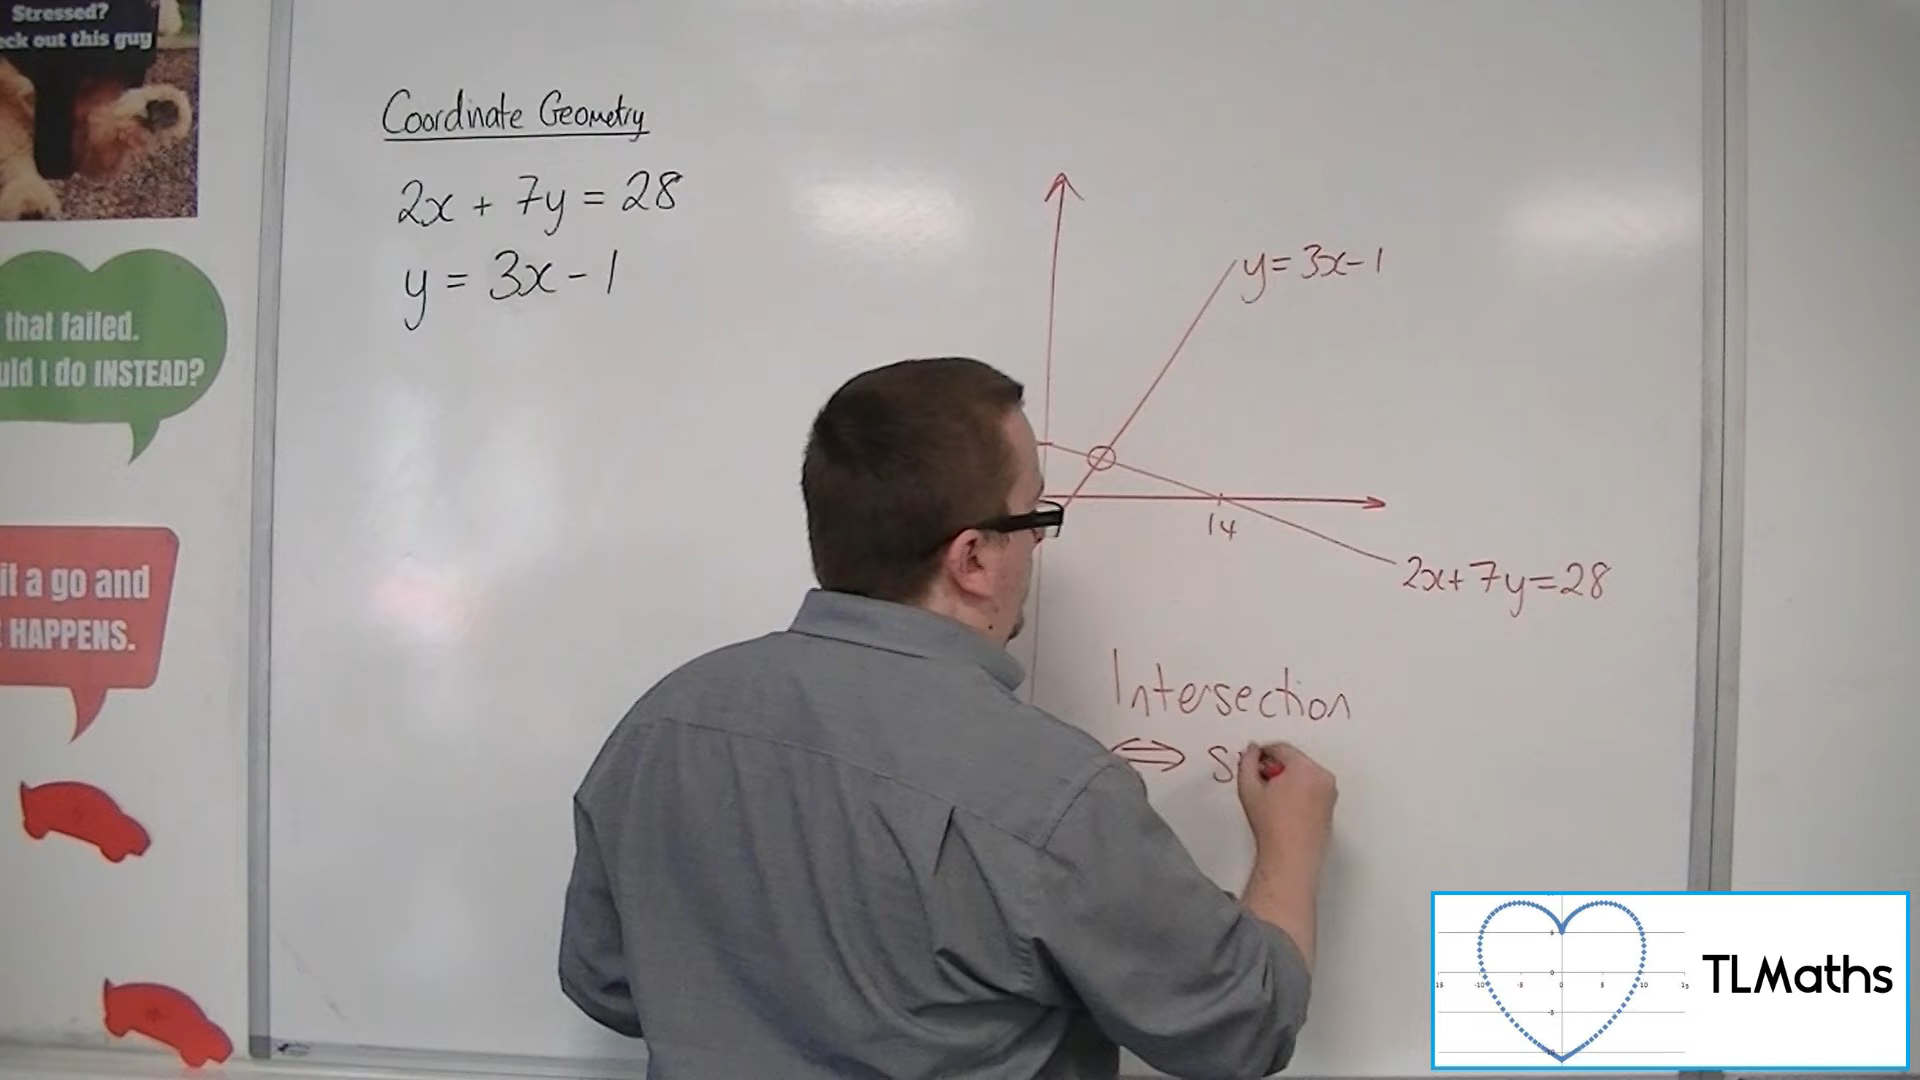 Stressed?
eck out this guy
that failed.
uld I do INSTEAD?
it a go and
HAPPENS.
Coordinate Geometry
2x + 7y = 28
y = 3x - 1
y = 3x - 1
14
2x + 7y = 28
Intersection
⇔ S
TLMaths